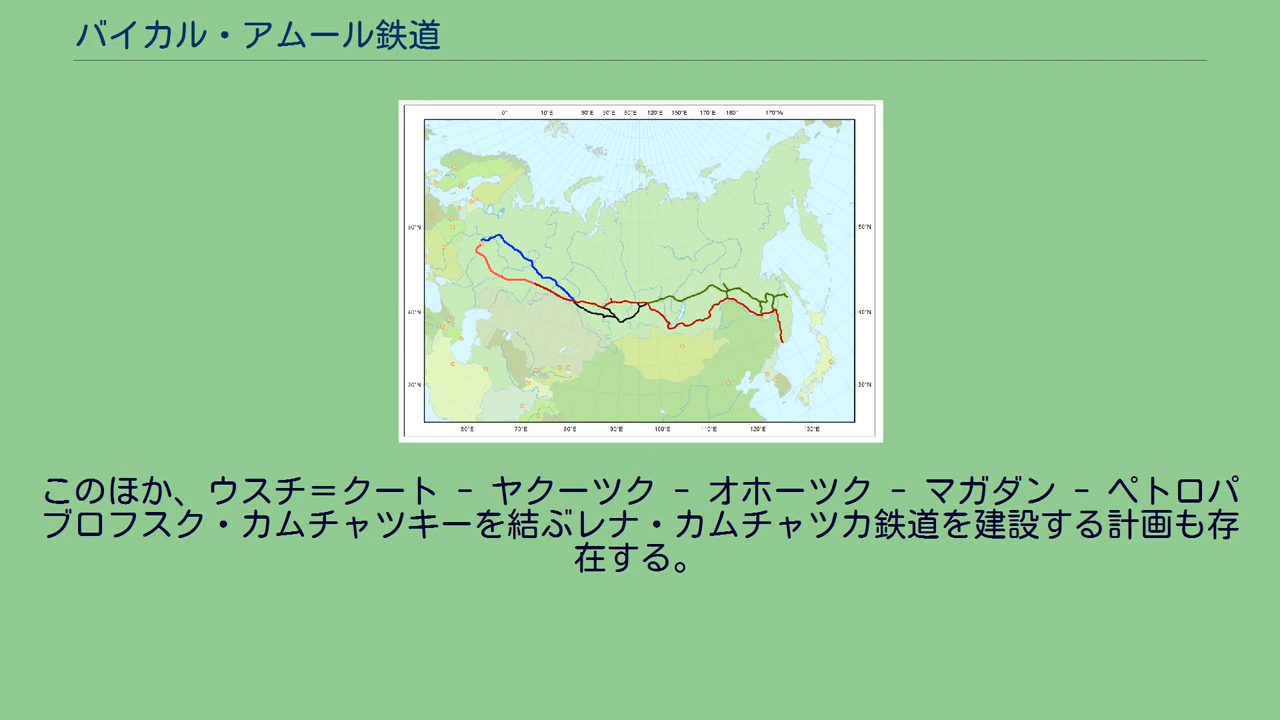 バイカル・アムール鉄道
このほか、ウスチ＝クート - ヤクーツク - オホーツク - マガダン - ペトロパ
ブロフスク・カムチャツキーを結ぶレナ・カムチャツカ鉄道を建設する計画も存
在する。